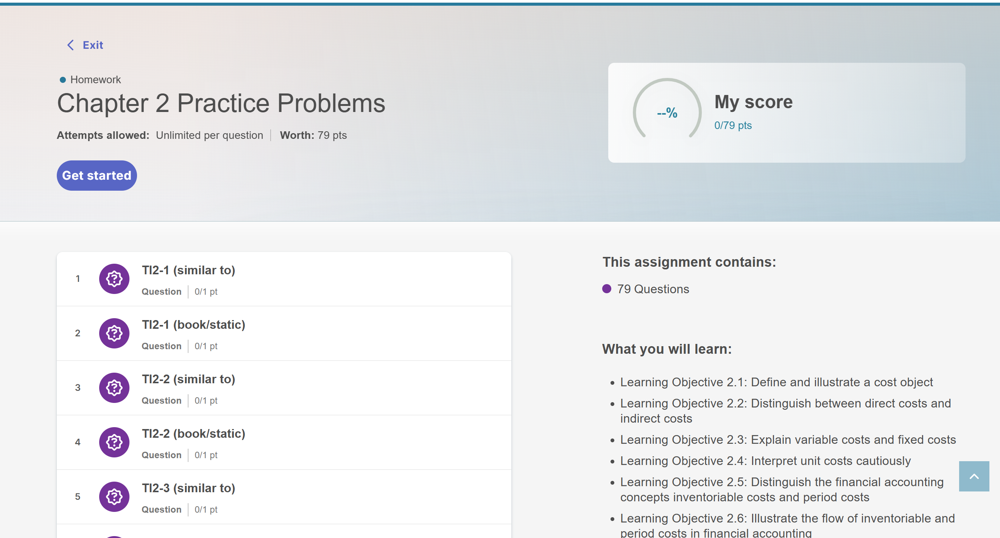 Exit
Homework
Chapter 2 Practice Problems
Attempts allowed: Unlimited per question | Worth: 79 pts
Get started
--%
My score
0/79 pts
1
TI2-1 (similar to)
Question | 0/1 pt
2
TI2-1 (book/static)
Question | 0/1 pt
3
TI2-2 (similar to)
Question | 0/1 pt
4
TI2-2 (book/static)
Question | 0/1 pt
5
TI2-3 (similar to)
Question | 0/1 pt
This assignment contains:
79 Questions
What you will learn:
• Learning Objective 2.1: Define and illustrate a cost object
• Learning Objective 2.2: Distinguish between direct costs and
indirect costs
• Learning Objective 2.3: Explain variable costs and fixed costs
• Learning Objective 2.4: Interpret unit costs cautiously
• Learning Objective 2.5: Distinguish the financial accounting
concepts inventoriable costs and period costs
• Learning Objective 2.6: Illustrate the flow of inventoriable and
period costs in financial accounting